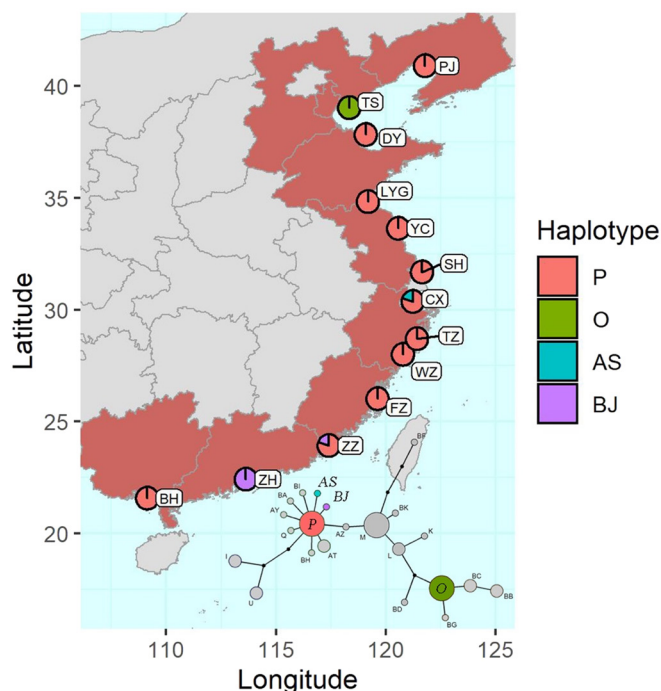 Latitude
40
35
30
25
20
110
115
120
125
Longitude
PJ
TS
DY
LYG
YC
SH
CX
TZ
WZ
FZ
ZZ
ZH
BH
BF
BI
AS
BA
BJ
AY
P
Q
AZ
M
BK
BH
AT
L
K
I
U
O
BC
BB
BD
BG
Haplotype
P
O
AS
BJ